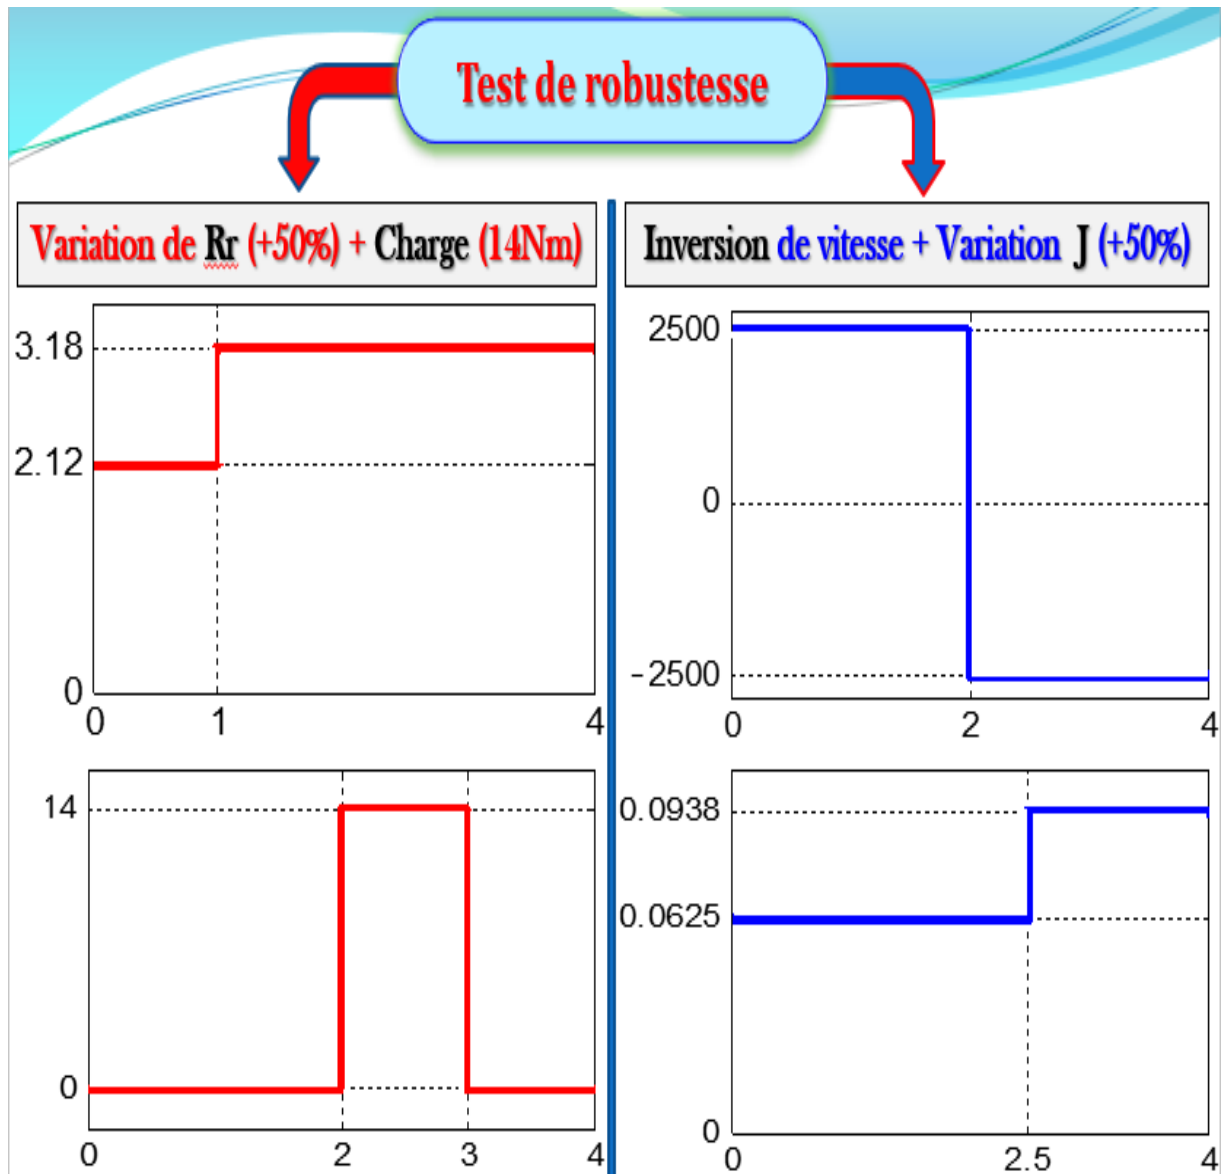 Test de robustesse
Variation de Rr (+50%) + Charge (14Nm)
3.18
2.12
0
0 1 4
14
0
0 2 3 4
Inversion de vitesse + Variation J (+50%)
2500
0
-2500
0 2 4
0.0938
0.0625
0
0 2.5 4